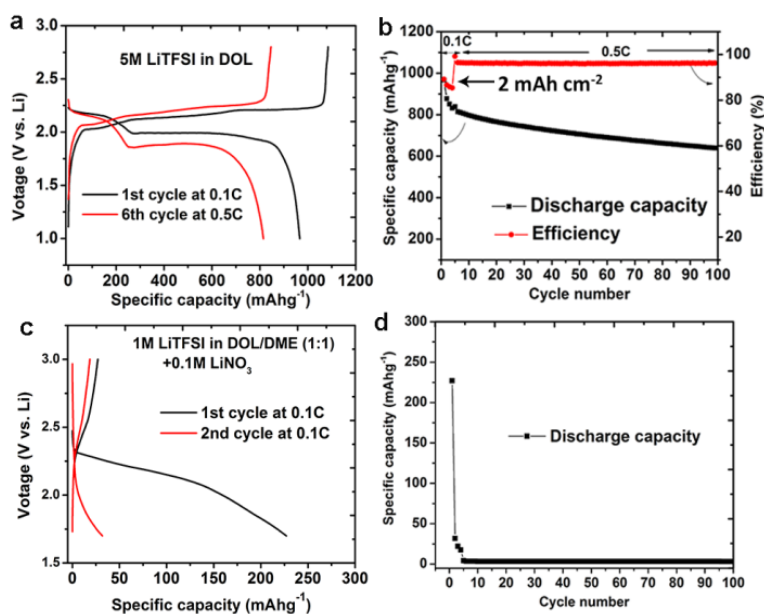 a
5M LiTFSI in DOL
1st cycle at 0.1C
6th cycle at 0.5C
Votage (V vs. Li)
3.0
2.5
2.0
1.5
1.0
0 200 400 600 800 1000 1200
Specific capacity (mAhg-1)
b
0.1C
0.5C
2 mAh cm-2
Discharge capacity
Efficiency
Specific capacity (mAhg-1)
1200
1000
800
600
400
200
Efficiency (%)
100
80
60
40
20
0 10 20 30 40 50 60 70 80 90 100
Cycle number
c
1M LiTFSI in DOL/DME (1:1)
+0.1M LiNO3
1st cycle at 0.1C
2nd cycle at 0.1C
Votage (V vs. Li)
3.0
2.5
2.0
1.5
0 50 100 150 200 250 300
Specific capacity (mAhg-1)
d
Discharge capacity
Specific capacity (mAhg-1)
300
250
200
150
100
50
0
0 10 20 30 40 50 60 70 80 90 100
Cycle number